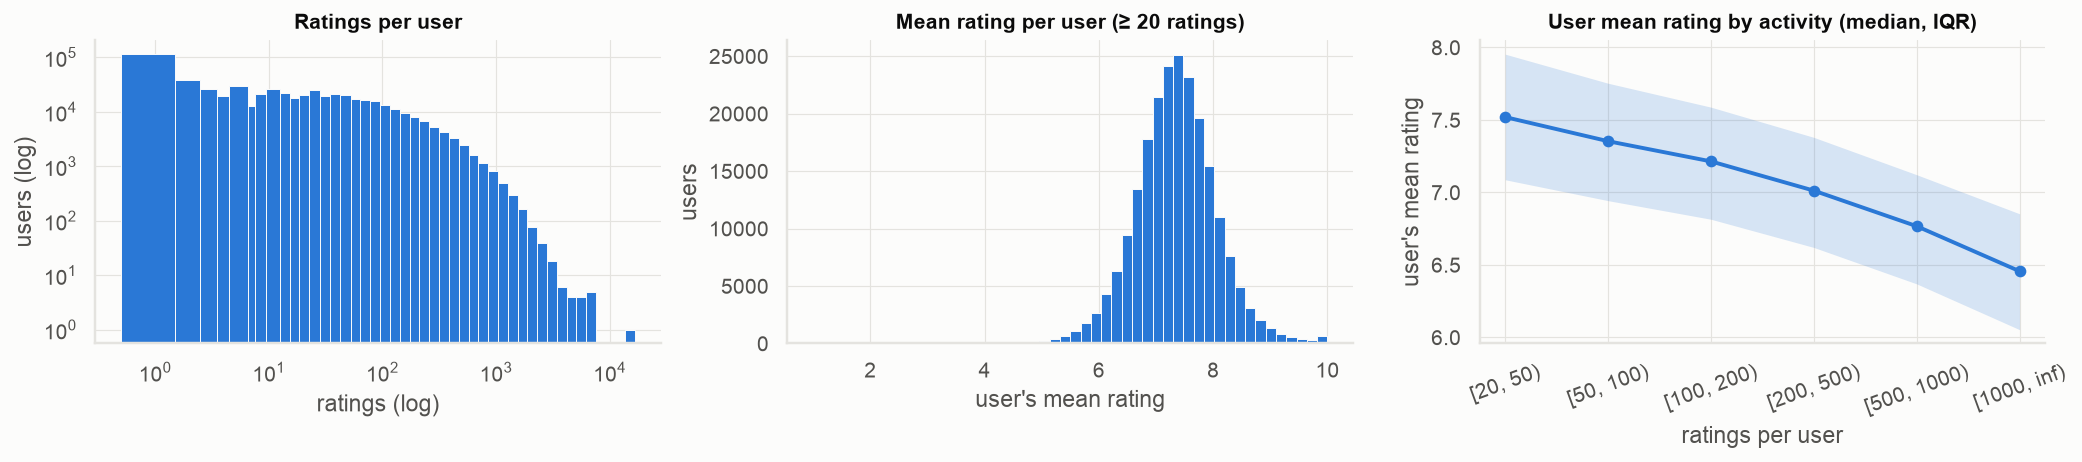 Ratings per user
users (log)
10^5
10^4
10^3
10^2
10^1
10^0
10^0 10^1 10^2 10^3 10^4
ratings (log)
Mean rating per user (≥ 20 ratings)
users
25000
20000
15000
10000
5000
0
2 4 6 8 10
user's mean rating
User mean rating by activity (median, IQR)
user's mean rating
8.0
7.5
7.0
6.5
6.0
[20, 50) [50, 100) [100, 200) [200, 500) [500, 1000) [1000, inf)
ratings per user